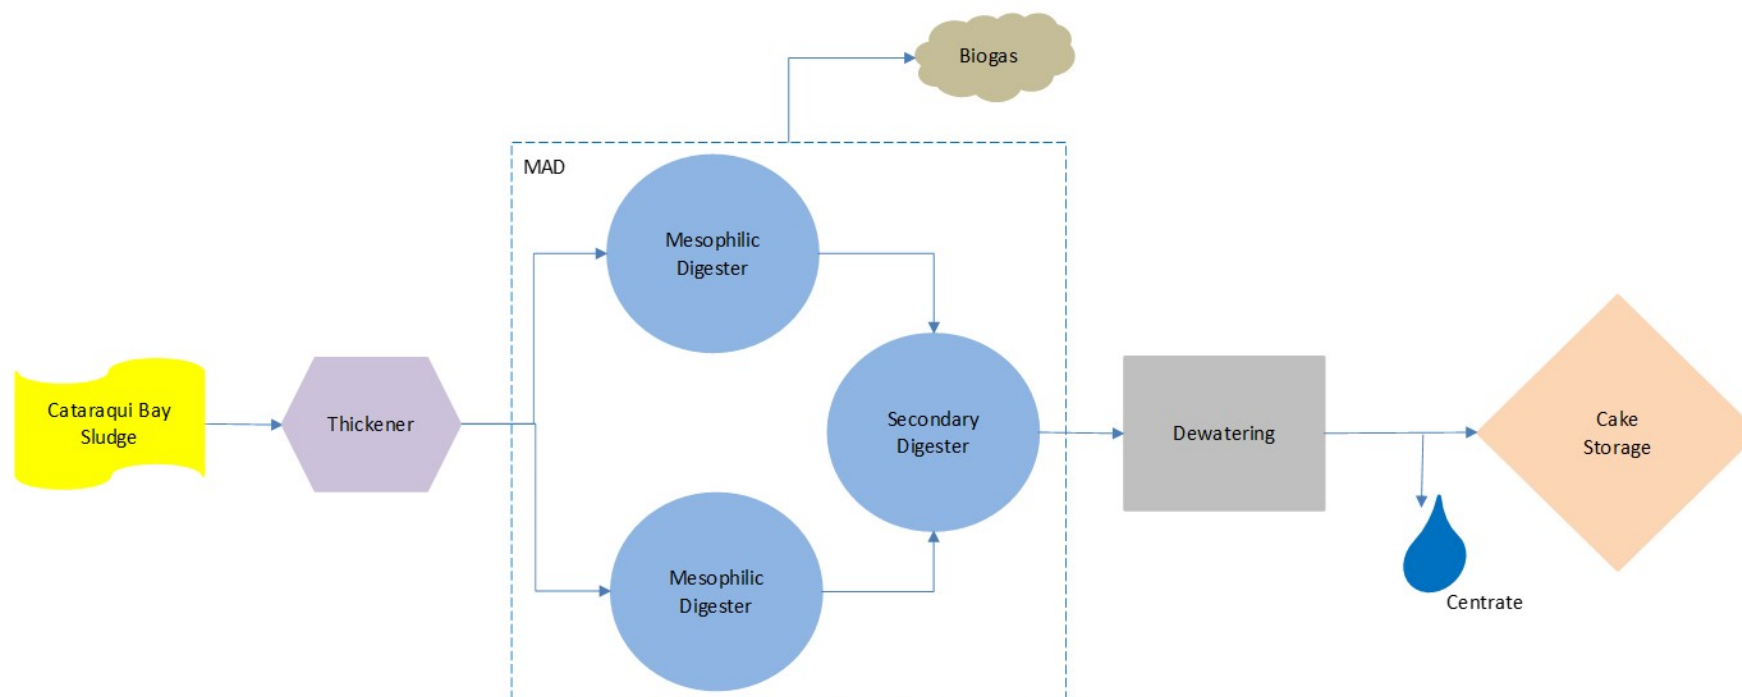 Biogas
MAD
Mesophilic
Digester
Cataraqui Bay
Sludge
Thickener
Secondary
Digester
Dewatering
Cake
Storage
Mesophilic
Digester
Centrate